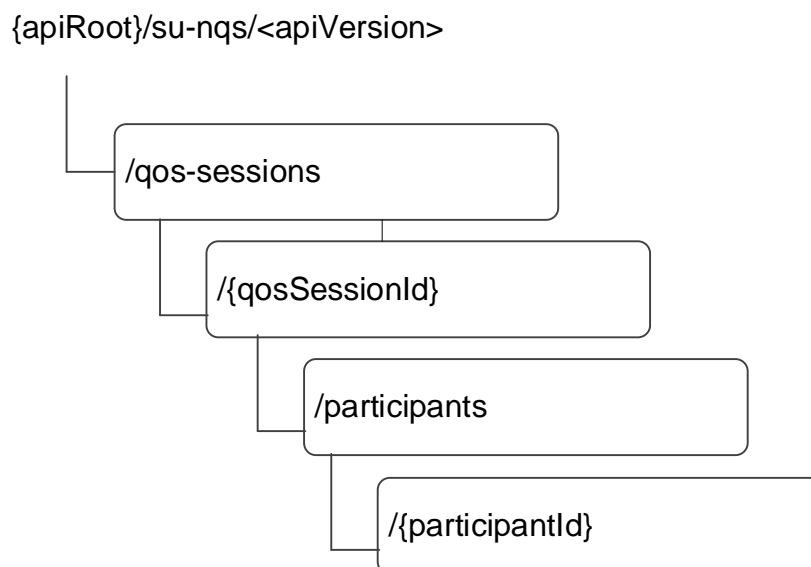 {apiRoot}/su-nqs/<apiVersion>
/qos-sessions
/{qosSessionId}
/participants
/{participantId}